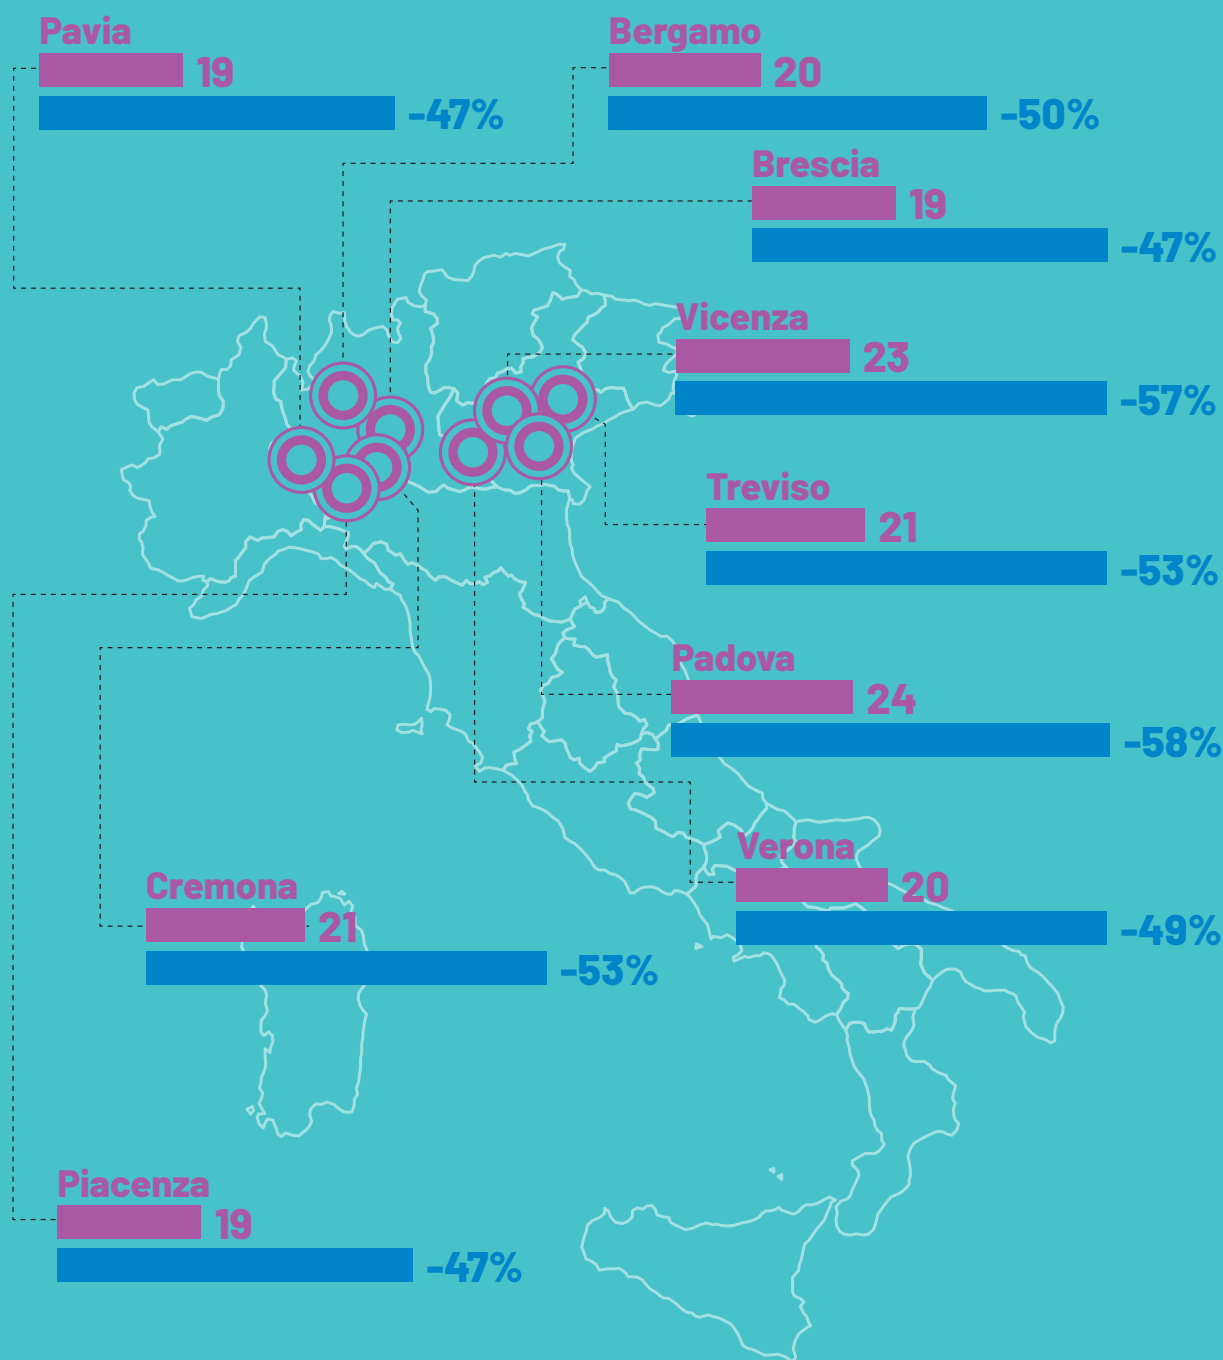 Pavia
19
-47%
Bergamo
20
-50%
Brescia
19
-47%
Vicenza
23
-57%
Treviso
21
-53%
Padova
24
-58%
Verona
20
-49%
Cremona
21
-53%
Piacenza
19
-47%